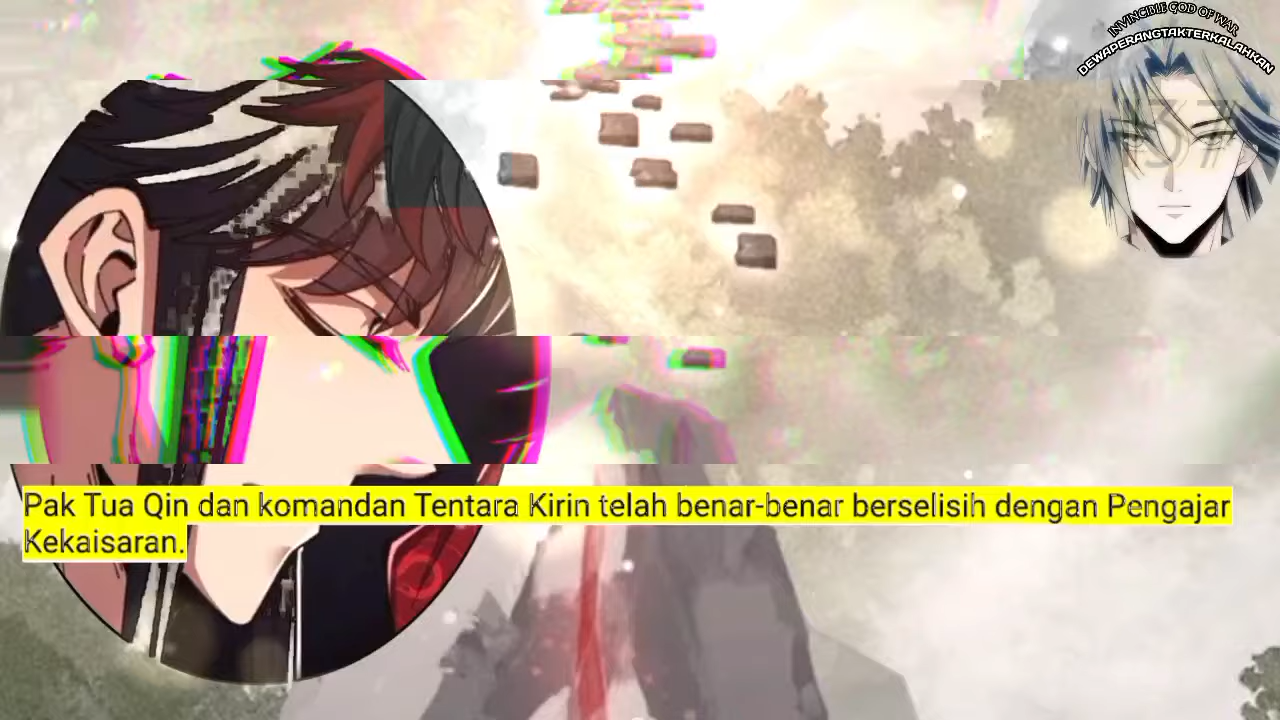 INVINCIBLE GOD OF WAR
DEWAPERANGTAKTERKALAHKAN
137
Pak Tua Qin dan komandan Tentara Kirin telah benar-benar berselisih dengan Pengajar
Kekaisaran.